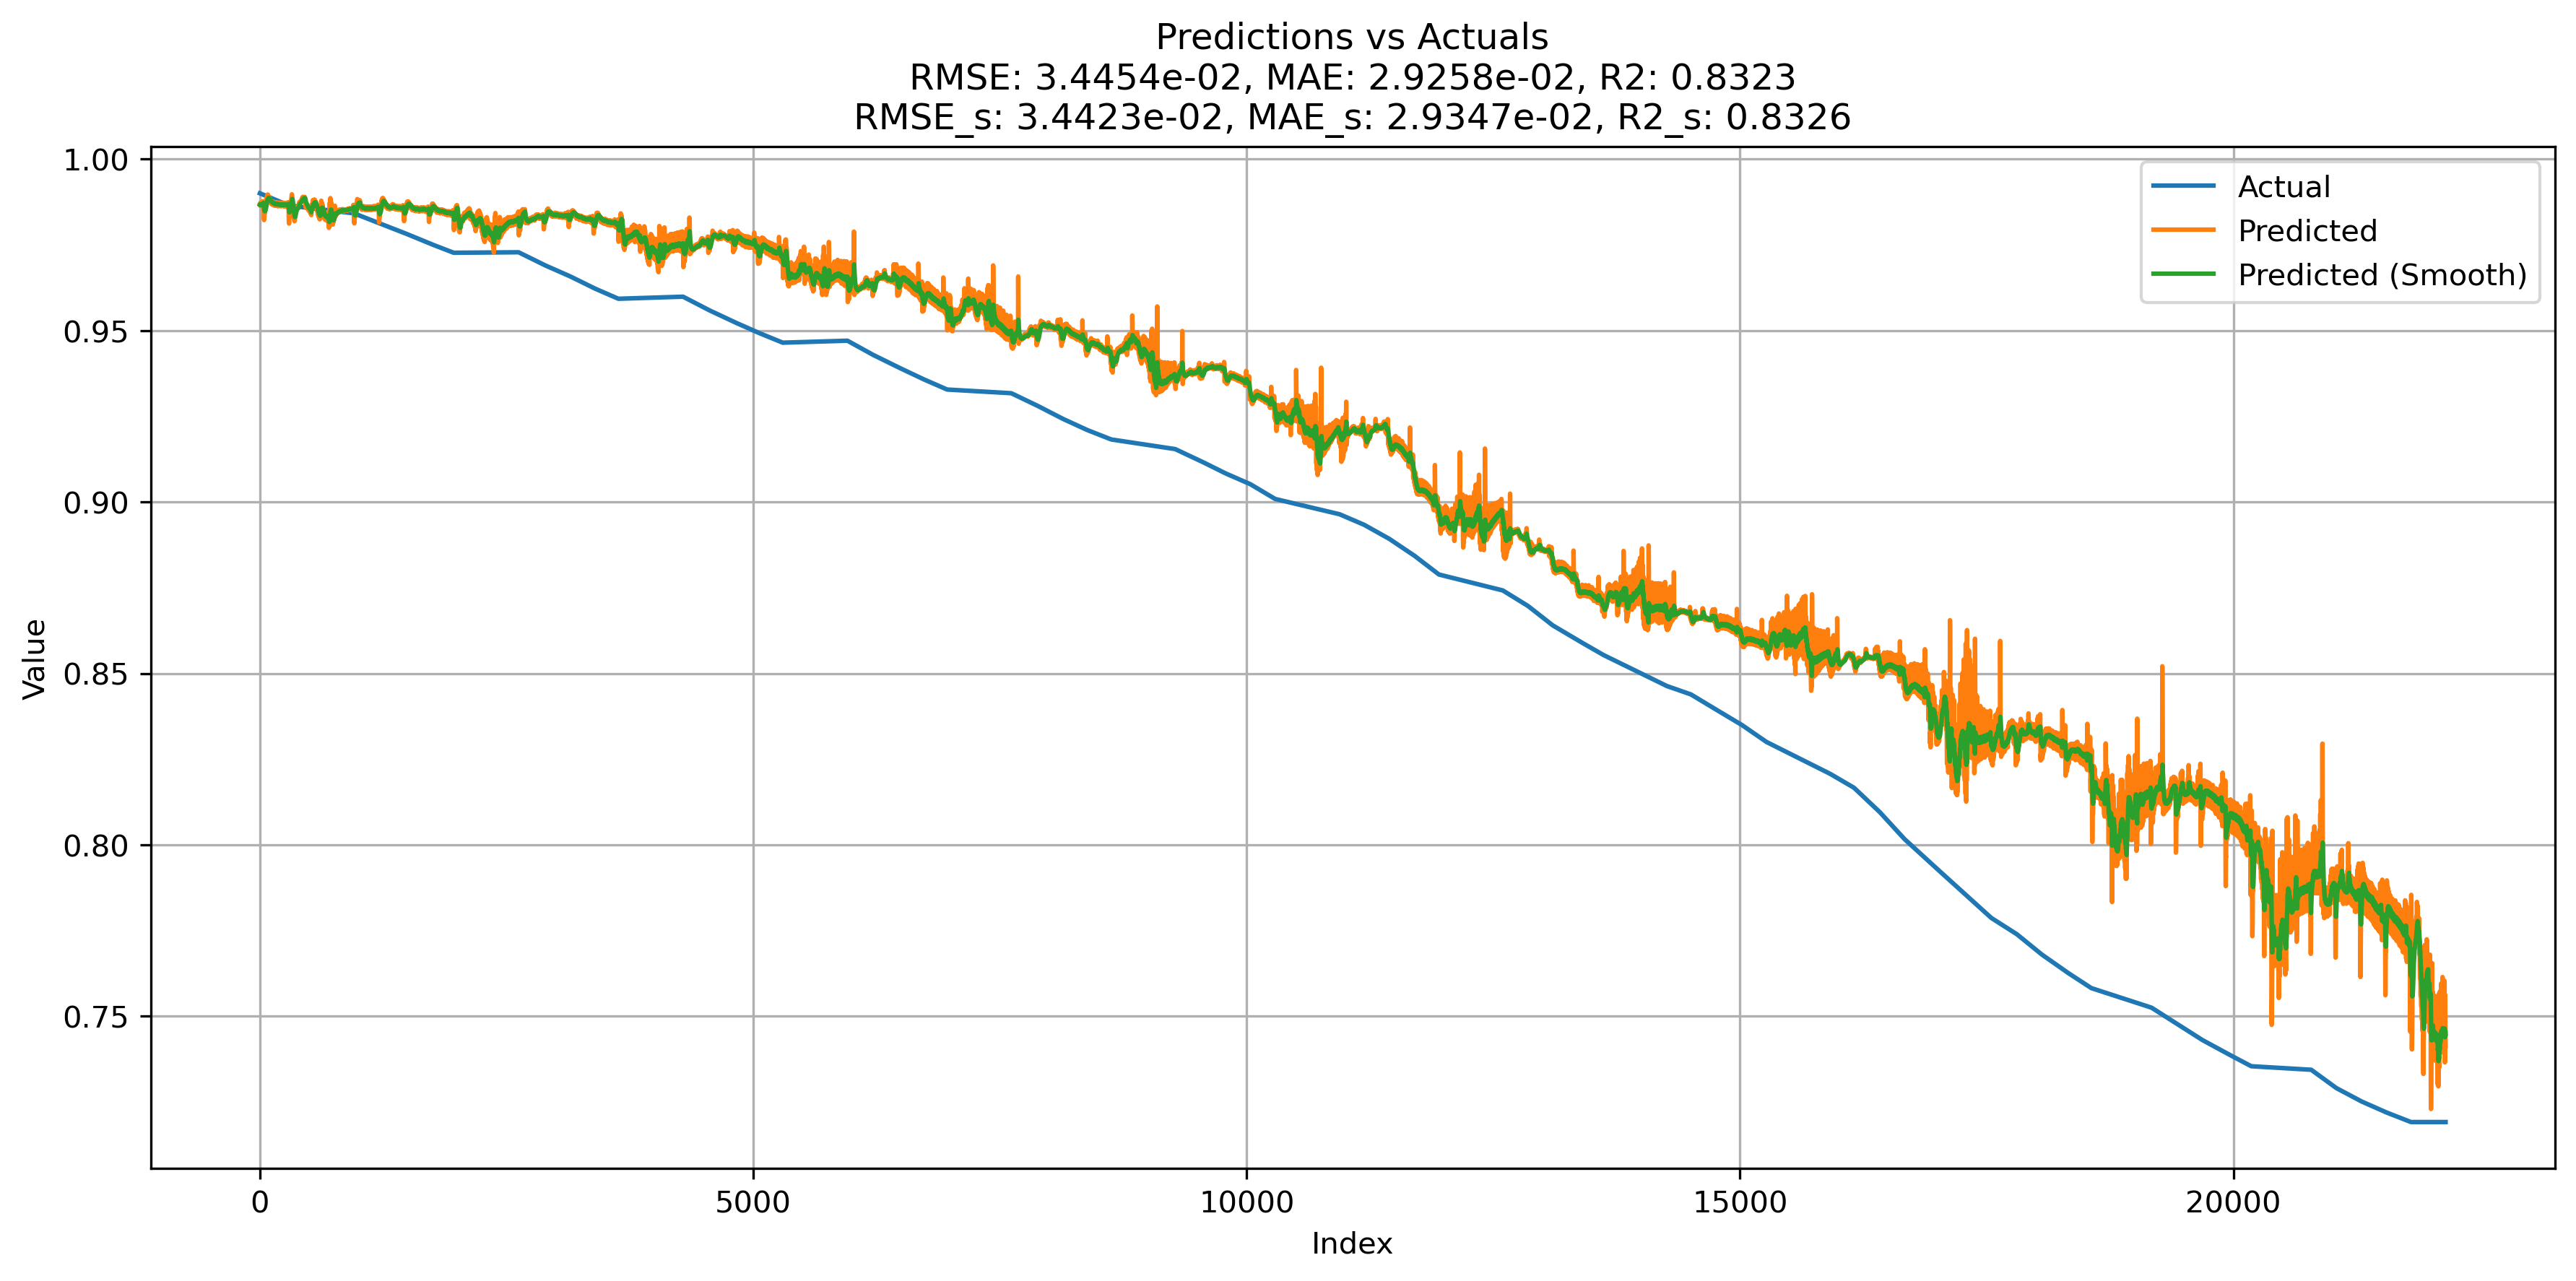 Predictions vs Actuals
RMSE: 3.4454e-02, MAE: 2.9258e-02, R2: 0.8323
RMSE_s: 3.4423e-02, MAE_s: 2.9347e-02, R2_s: 0.8326
Actual
Predicted
Predicted (Smooth)
1.00
0.95
0.90
0.85
0.80
0.75
Value
0
5000
10000
15000
20000
Index